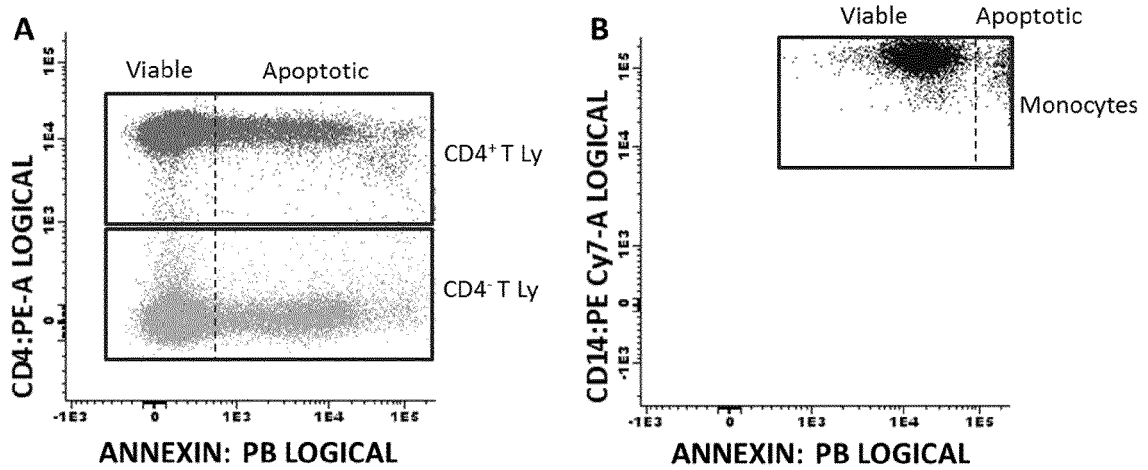 A
Viable
Apoptotic
1E5
1E4
1E3
0
CD4:PE-A LOGICAL
CD4+ T Ly
CD4- T Ly
-1E3
0
1E3
1E4
1E5
ANNEXIN: PB LOGICAL
B
Viable
Apoptotic
1E5
1E4
1E3
0
-1E3
CD14:PE Cy7-A LOGICAL
Monocytes
-1E3
0
1E3
1E4
1E5
ANNEXIN: PB LOGICAL